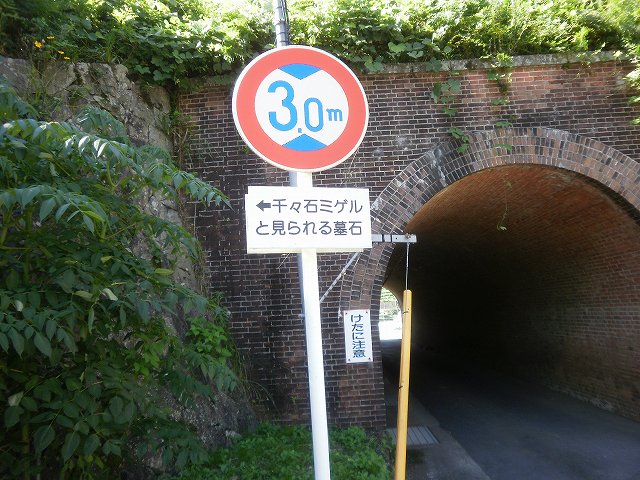 3.0m
←千々石ミゲル
と見られる墓石
けたに注意